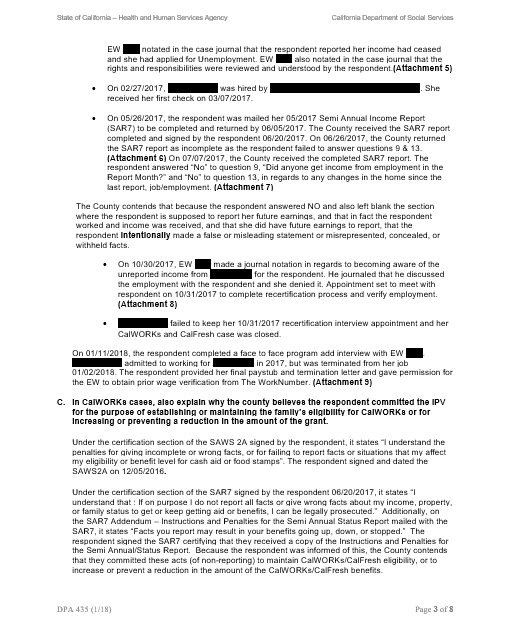 State of California – Health and Human Services Agency California Department of Social Services
EW noted in the case journal that the respondent reported her income had ceased
and she had applied for Unemployment. EW also noted in the case journal that the
rights and responsibilities were reviewed and understood by the respondent.(Attachment 5)
• On 02/27/2017, was hired by . She
received her first check on 03/07/2017.
• On 05/26/2017, the respondent was mailed her 05/2017 Semi Annual Income Report
(SAR7) to be completed and returned by 06/05/2017. The County received the SAR7 report
completed and signed by the respondent 06/20/2017. On 06/26/2017, the County returned
the SAR7 report as incomplete as the respondent failed to answer questions 9 & 13.
(Attachment 6) On 07/07/2017, the County received the completed SAR7 report. The
respondent answered “No” to question 9, “Did anyone get income from employment in the
Report Month?” and “No” to question 13, in regards to any changes in the home since the
last report, job/employment. (Attachment 7)
The County contends that because the respondent answered NO and also left blank the section
where the respondent is supposed to report her future earnings, and that in fact the respondent
worked and income was received, and that she did have future earnings to report, that the
respondent intentionally made a false or misleading statement or misrepresented, concealed, or
withheld facts.
• On 10/30/2017, EW made a journal notation in regards to becoming aware of the
unreported income from for the respondent. He journaled that he discussed
the employment with the respondent and she denied it. Appointment set to meet with
respondent on 10/31/2017 to complete recertification process and verify employment.
(Attachment 8)
• failed to keep her 10/31/2017 recertification interview appointment and her
CalWORKs and CalFresh case was closed.
On 01/11/2018, the respondent completed a face to face program add interview with EW .
admitted to working for in 2017, but was terminated from her job
01/02/2018. The respondent provided her final paystub and termination letter and gave permission
for the EW to obtain prior wage verification from The WorkNumber. (Attachment 9)
C. In CalWORKs cases, also explain why the county believes the respondent committed the IPV
for the purpose of establishing or maintaining the family's eligibility for CalWORKs or for
increasing or preventing a reduction in the amount of the grant.
Under the certification section of the SAWS 2A signed by the respondent, it states “I understand the
penalties for giving incomplete or wrong facts, or for failing to report facts or situations that my affect
my eligibility or benefit level for cash aid or food stamps”. The respondent signed and dated the
SAWS2A on 12/05/2016.
Under the certification section of the SAR7 signed by the respondent 06/20/2017, it states “I
understand that : If on purpose I do not report all facts or give wrong facts about my income, property,
or family status to get or keep getting aid or benefits, I can be legally prosecuted.” Additionally, on
the SAR7 Addendum – Instructions and Penalties for the Semi Annual Status Report mailed with the
SAR7, it states “Facts you report may result in your benefits going up, down, or stopped.” The
respondent signed the SAR7 certifying that they received a copy of the Instructions and Penalties for
the Semi Annual/Status Report. Because the respondent was informed of this, the County contends
that they committed these acts (of non-reporting) to maintain CalWORKs/CalFresh eligibility, or to
increase or prevent a reduction in the amount of the CalWORKs/CalFresh benefits.
DPA 435 (1/18) Page 3 of 8